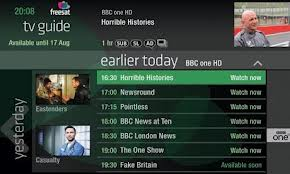 20:08 freesat BBC one HD
tv guide Horrible Histories
Available until 17 Aug 1 hr SUB SL AD
earlier today BBC one HD
yesterday
Eastenders
Casualty
16:30 Horrible Histories Watch now
17:00 Newsround Watch now
17:15 Pointless Watch now
18:00 BBC News at Ten Watch now
18:30 BBC London News Watch now
19:00 The One Show Watch now
19:30 Fake Britain Available soon
BBC
one